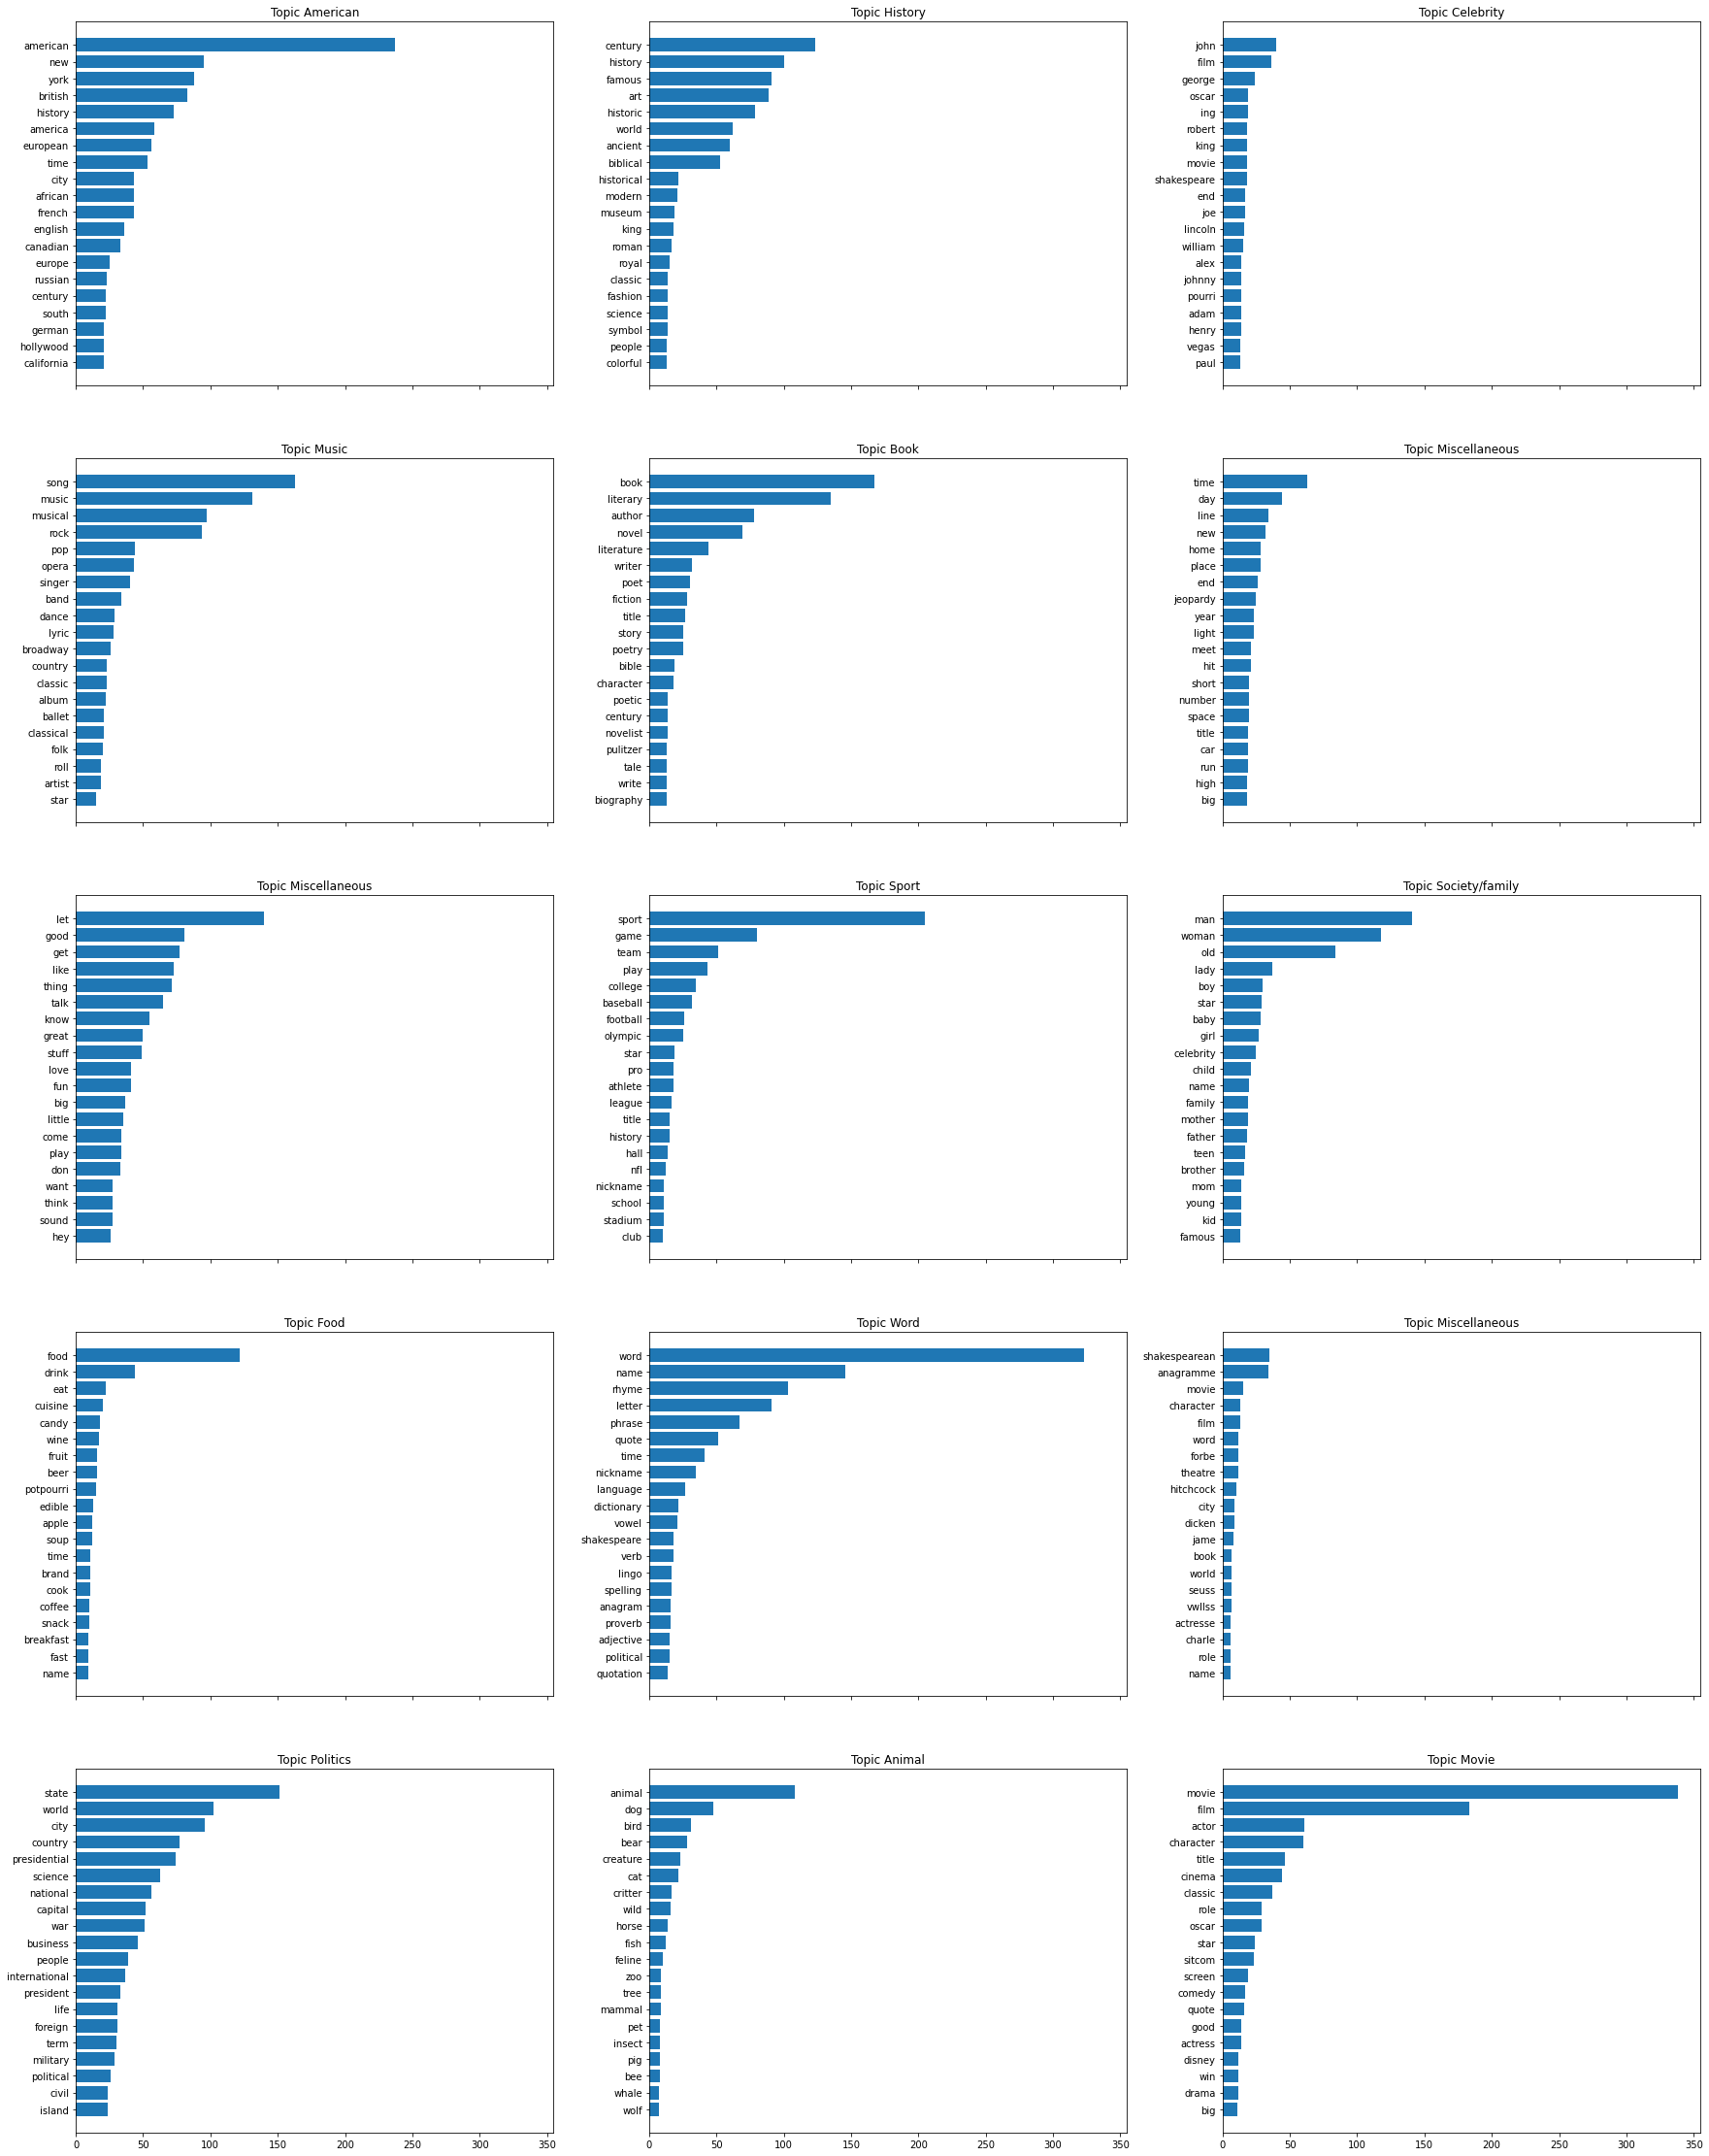 Topic American
american
new
york
british
history
america
european
time
city
african
french
english
canadian
europe
russian
century
south
german
hollywood
california
Topic History
century
history
famous
art
historic
world
ancient
biblical
historical
modern
museum
king
roman
royal
classic
fashion
science
symbol
people
colorful
Topic Celebrity
john
film
george
oscar
ing
robert
king
movie
shakespeare
end
joe
lincoln
william
alex
johnny
pourri
adam
henry
vegas
paul
Topic Music
song
music
musical
rock
pop
opera
singer
band
dance
lyric
broadway
country
classic
album
ballet
classical
folk
roll
artist
star
Topic Book
book
literary
author
novel
literature
writer
poet
fiction
title
story
poetry
bible
character
poetic
century
novelist
pulitzer
tale
write
biography
Topic Miscellaneous
time
day
line
new
home
place
end
jeopardy
year
light
meet
hit
short
number
space
title
car
run
high
big
Topic Miscellaneous
let
good
get
like
thing
talk
know
great
stuff
love
fun
big
little
come
play
don
want
think
sound
hey
Topic Sport
sport
game
team
play
college
baseball
football
olympic
star
pro
athlete
league
title
history
hall
nfl
nickname
school
stadium
club
Topic Society/family
man
woman
old
lady
boy
star
baby
girl
celebrity
child
name
family
mother
father
teen
brother
mom
young
kid
famous
Topic Food
food
drink
eat
cuisine
candy
wine
fruit
beer
potpourri
edible
apple
soup
time
brand
cook
coffee
snack
breakfast
fast
name
Topic Word
word
name
rhyme
letter
phrase
quote
time
nickname
language
dictionary
vowel
shakespeare
verb
lingo
spelling
anagram
proverb
adjective
political
quotation
Topic Miscellaneous
shakespearean
anagramme
movie
character
film
word
forbe
theatre
hitchcock
city
dicken
jame
book
world
seuss
vwllss
actresse
charle
role
name
Topic Politics
state
world
city
country
presidential
science
national
capital
war
business
people
international
president
life
foreign
term
military
political
civil
island
0 50 100 150 200 250 300 350
Topic Animal
animal
dog
bird
bear
creature
cat
critter
wild
horse
fish
feline
zoo
tree
mammal
pet
insect
pig
bee
whale
wolf
0 50 100 150 200 250 300 350
Topic Movie
movie
film
actor
character
title
cinema
classic
role
oscar
star
sitcom
screen
comedy
quote
good
actress
disney
win
drama
big
0 50 100 150 200 250 300 350